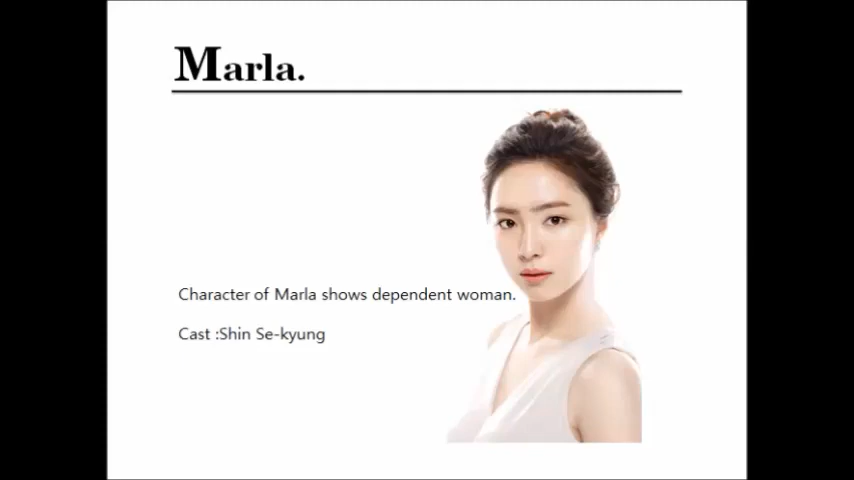 Marla.
Character of Marla shows dependent woman.
Cast :Shin Se-kyung